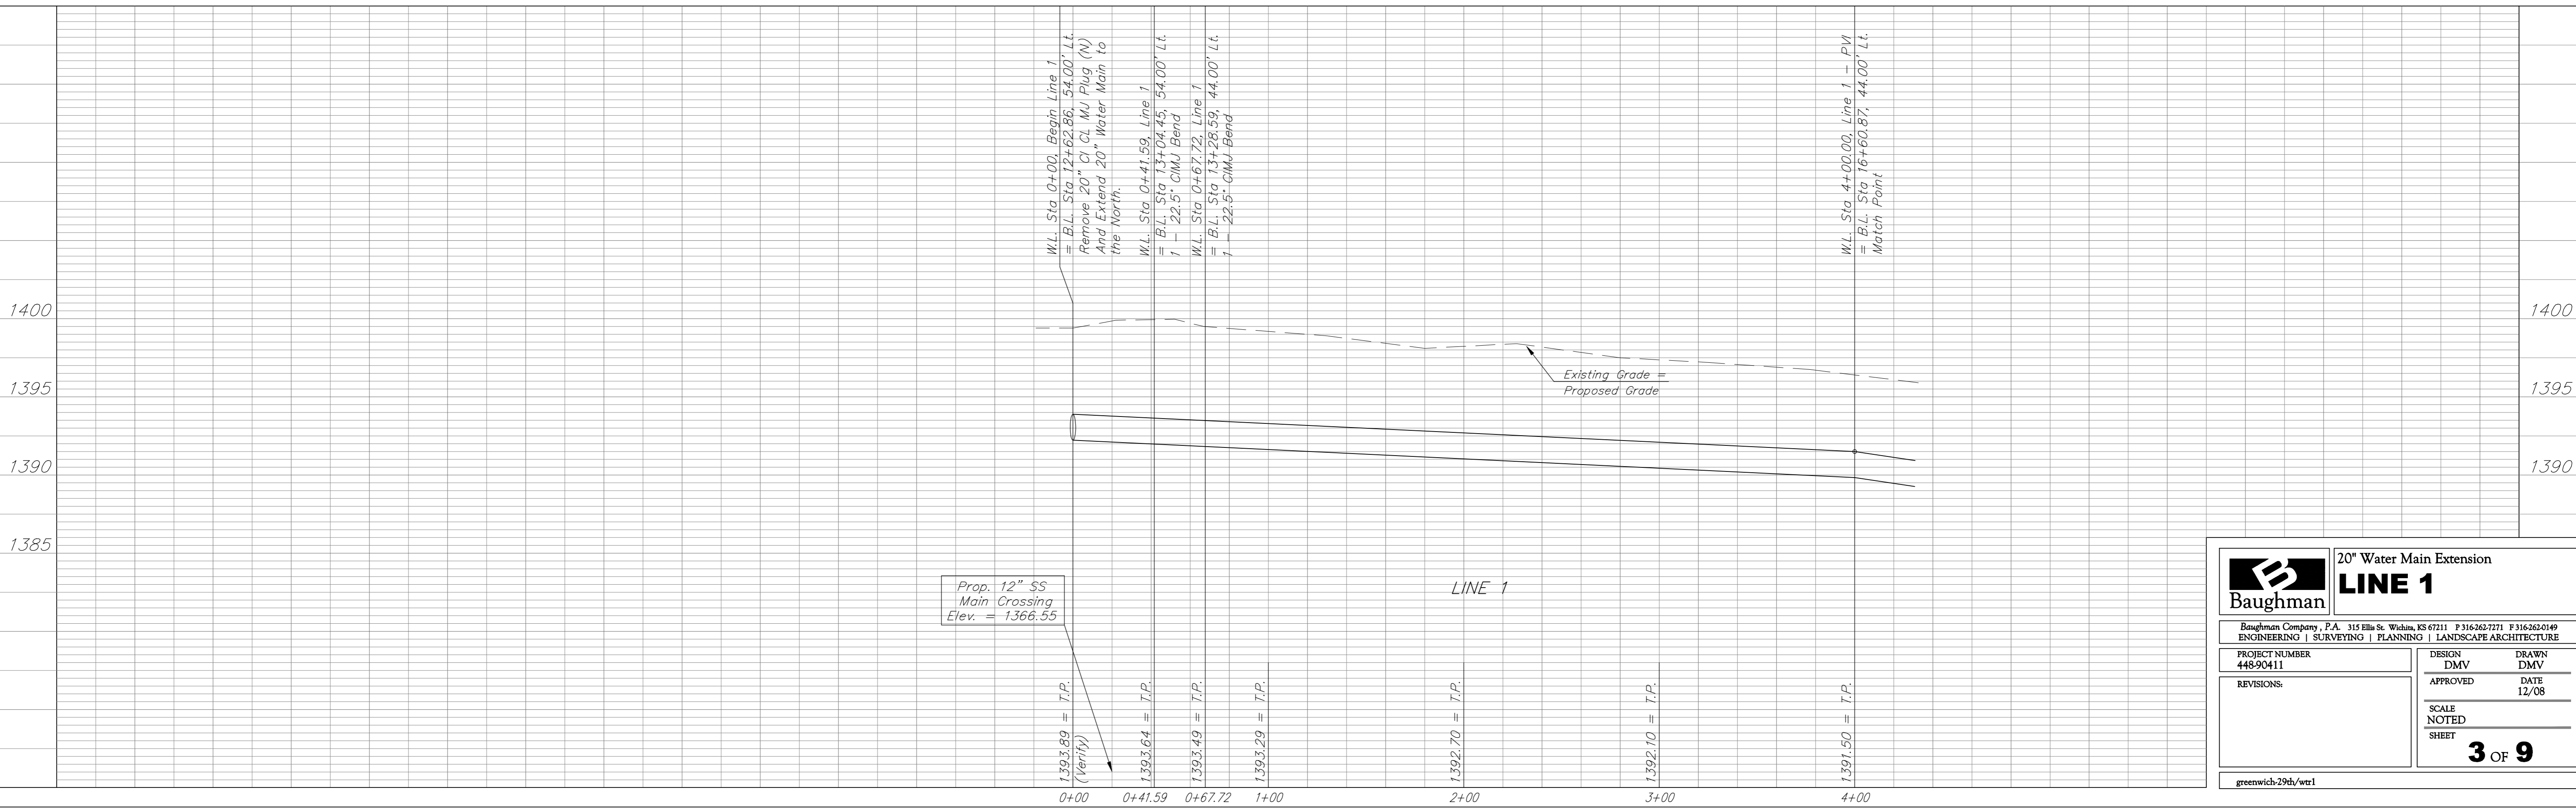 W.L. Sta 0+00, Begin Line 1
= B.L. Sta 12+62.86, 54.00' Lt.
Remove 20" CI CL MJ Plug (N)
And Extend 20" Water Main to
the North.
W.L. Sta 0+41.59, Line 1
= B.L. Sta 13+04.45, 54.00' Lt.
1 - 22.5° CIMJ Bend
W.L. Sta 0+67.72, Line 1
= B.L. Sta 13+28.59, 44.00' Lt.
1 - 22.5° CIMJ Bend
W.L. Sta 4+00.00, Line 1 - PVI
= B.L. Sta 16+60.87, 44.00' Lt.
Match Point
1400
1400
1395
1395
1390
1390
1385
Existing Grade =
Proposed Grade
Prop. 12" SS
Main Crossing
Elev. = 1366.55
LINE 1
1393.89 = T.P.
(Verify)
1393.64 = T.P.
1393.49 = T.P.
1393.29 = T.P.
1392.70 = T.P.
1392.10 = T.P.
1391.50 = T.P.
0+00 0+41.59 0+67.72 1+00 2+00 3+00 4+00
B
Baughman
20" Water Main Extension
LINE 1
Baughman Company, P.A. 315 Ellis St. Wichita, KS 67211 P 316-262-7271 F 316-262-0149
ENGINEERING | SURVEYING | PLANNING | LANDSCAPE ARCHITECTURE
PROJECT NUMBER
448-90411
REVISIONS:
DESIGN DRAWN
DMV DMV
APPROVED DATE
12/08
SCALE
NOTED
SHEET
3 OF 9
greenwich-29th/wtr1